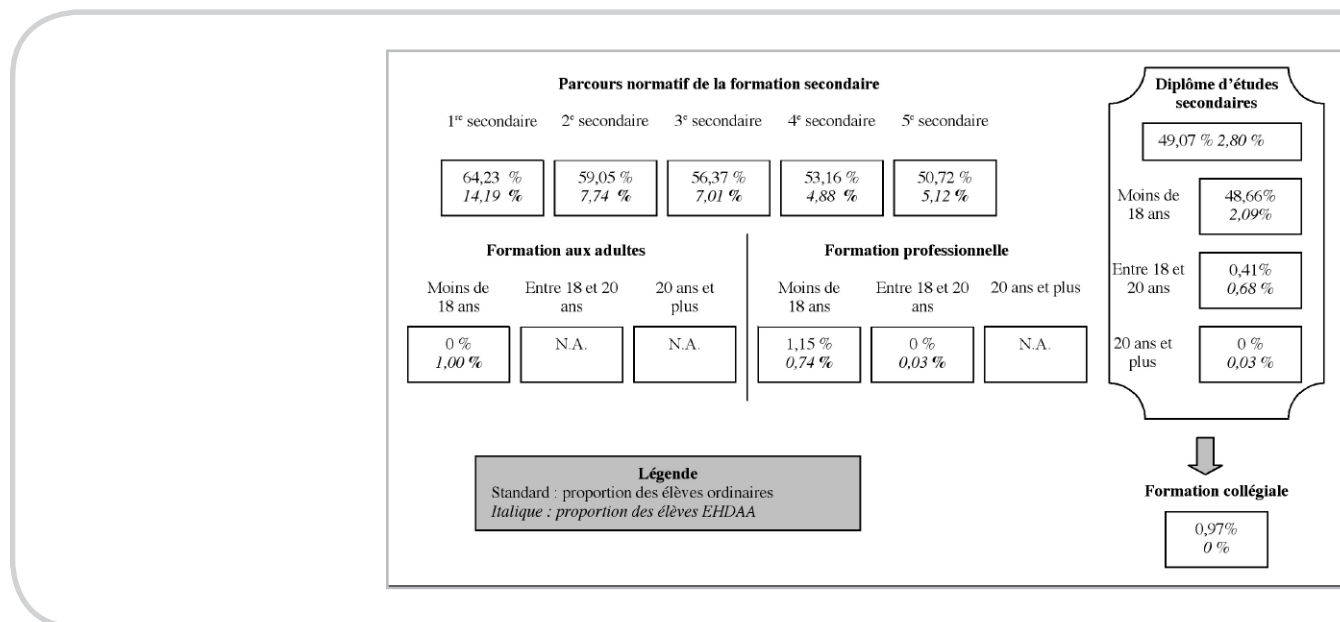 Parcours normatif de la formation secondaire
1re secondaire 2e secondaire 3e secondaire 4e secondaire 5e secondaire
64,23 % 59,05 % 56,37 % 53,16 % 50,72 %
14,19 % 7,74 % 7,01 % 4,88 % 5,12 %
Formation aux adultes
Moins de 18 ans Entre 18 et 20 ans 20 ans et plus
0 % N.A. N.A.
1,00 %
Formation professionnelle
Moins de 18 ans Entre 18 et 20 ans 20 ans et plus
1,15 % 0 % N.A.
0,74 % 0,03 %
Diplôme d'études
secondaires
49,07 % 2,80 %
Moins de 18 ans
48,66%
2,09%
Entre 18 et 20 ans
0,41%
0,68 %
20 ans et plus
0 %
0,03 %
Formation collégiale
0,97%
0 %
Légende
Standard : proportion des élèves ordinaires
Italique : proportion des élèves EHDAA